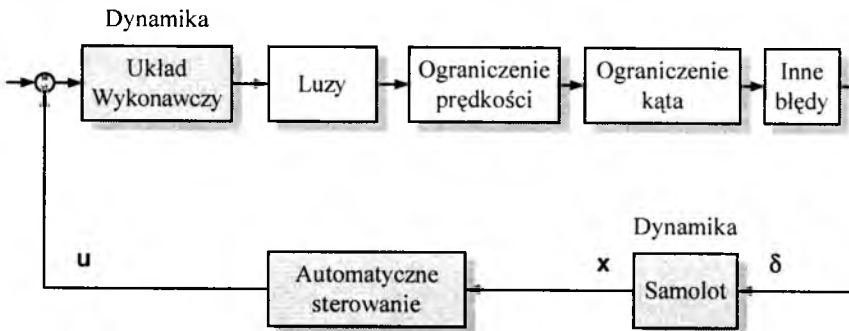 Dynamika
Układ
Wykonawczy
Luzy
Ograniczenie
prędkości
Ograniczenie
kąta
Inne
błędy
u
Automatyczne
sterowanie
x
Dynamika
Samolot
δ